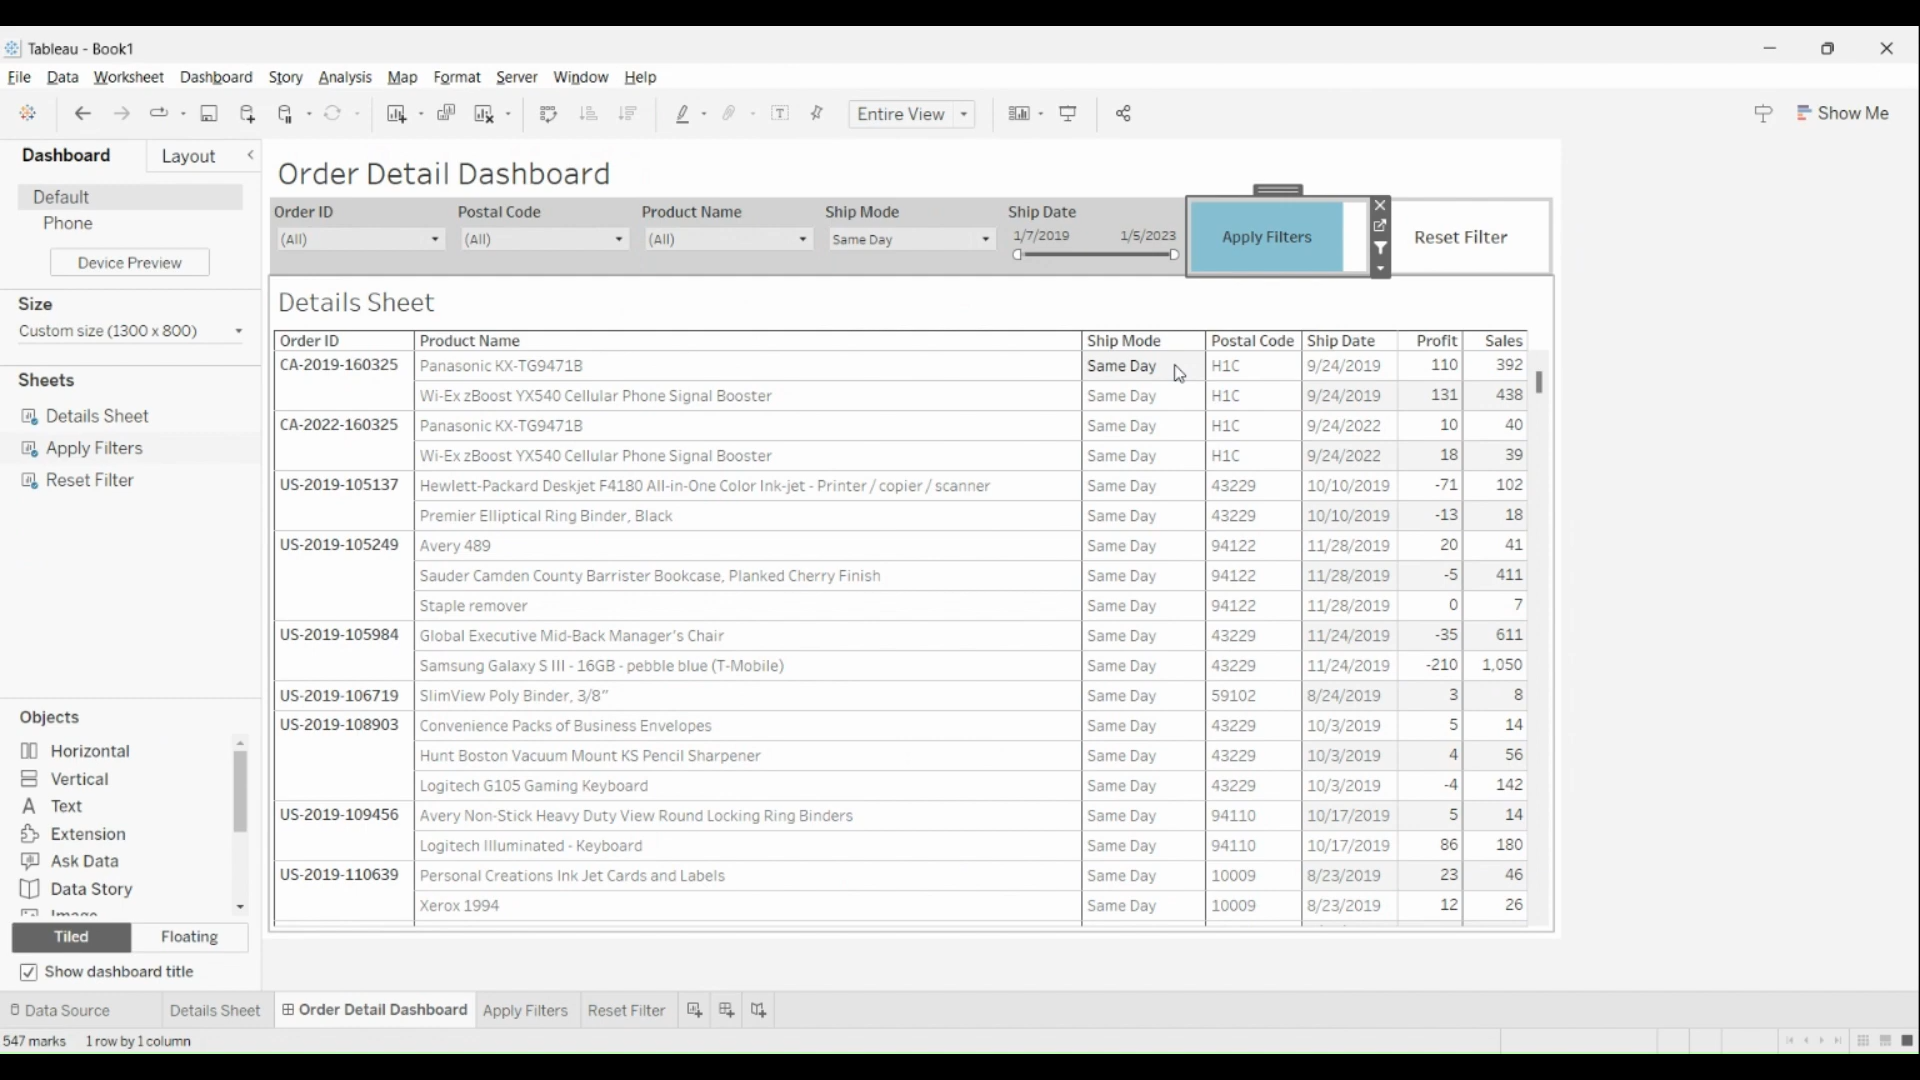 Tableau - Book1
File Data Worksheet Dashboard Story Analysis Map Format Server Window Help
Entire View
Show Me
Dashboard Layout
Default
Phone
Device Preview
Size
Custom size (1300 x 800)
Sheets
Details Sheet
Apply Filters
Reset Filter
Objects
Horizontal
Vertical
Text
Extension
Ask Data
Data Story
Image
Tiled Floating
Show dashboard title
Order Detail Dashboard
Order ID Postal Code Product Name Ship Mode Ship Date
(All) (All) (All) Same Day 1/7/2019 1/5/2023
Apply Filters Reset Filter
Details Sheet
Order ID Product Name Ship Mode Postal Code Ship Date Profit Sales
CA-2019-160325 Panasonic KX-TG9471B Same Day H1C 9/24/2019 110 392
Wi-Ex zBoost YX540 Cellular Phone Signal Booster Same Day H1C 9/24/2019 131 438
CA-2022-160325 Panasonic KX-TG9471B Same Day H1C 9/24/2022 10 40
Wi-Ex zBoost YX540 Cellular Phone Signal Booster Same Day H1C 9/24/2022 18 39
US-2019-105137 Hewlett-Packard Deskjet F4180 All-in-One Color Ink-jet - Printer / copier / scanner Same Day 43229 10/10/2019 -71 102
Premier Elliptical Ring Binder, Black Same Day 43229 10/10/2019 -13 18
US-2019-105249 Avery 489 Same Day 94122 11/28/2019 20 41
Sauder Camden County Barrister Bookcase, Planked Cherry Finish Same Day 94122 11/28/2019 -5 411
Staple remover Same Day 94122 11/28/2019 0 7
US-2019-105984 Global Executive Mid-Back Manager's Chair Same Day 43229 11/24/2019 -35 611
Samsung Galaxy S III - 16GB - pebble blue (T-Mobile) Same Day 43229 11/24/2019 -210 1,050
US-2019-106719 SlimView Poly Binder, 3/8" Same Day 59102 8/24/2019 3 8
US-2019-108903 Convenience Packs of Business Envelopes Same Day 43229 10/3/2019 5 14
Hunt Boston Vacuum Mount KS Pencil Sharpener Same Day 43229 10/3/2019 4 56
Logitech G105 Gaming Keyboard Same Day 43229 10/3/2019 -4 142
US-2019-109456 Avery Non-Stick Heavy Duty View Round Locking Ring Binders Same Day 94110 10/17/2019 5 14
Logitech Illuminated - Keyboard Same Day 94110 10/17/2019 86 180
US-2019-110639 Personal Creations Ink Jet Cards and Labels Same Day 10009 8/23/2019 23 46
Xerox 1994 Same Day 10009 8/23/2019 12 26
Data Source Details Sheet Order Detail Dashboard Apply Filters Reset Filter
547 marks 1 row by 1 column